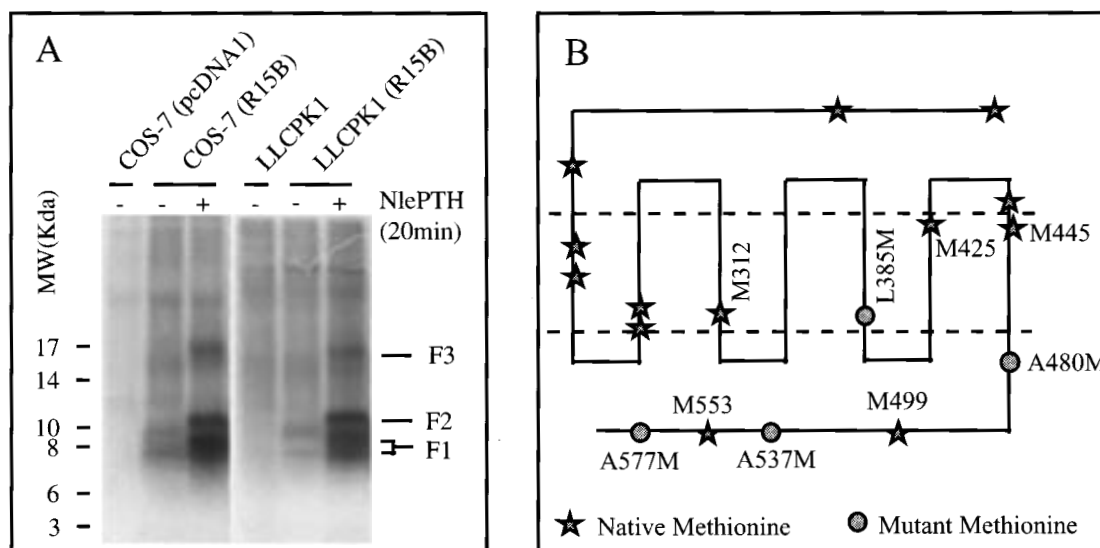 A
COS-7 (pcDNA1)
COS-7 (R15B)
LLCPK1
LLCPK1 (R15B)
- - + - - + NlePTH
(20min)
MW(Kda)
17
14
10
8
6
3
F3
F2
F1
B
M312
L385M
M425
M445
A480M
M553
M499
A577M
A537M
Native Methionine
Mutant Methionine